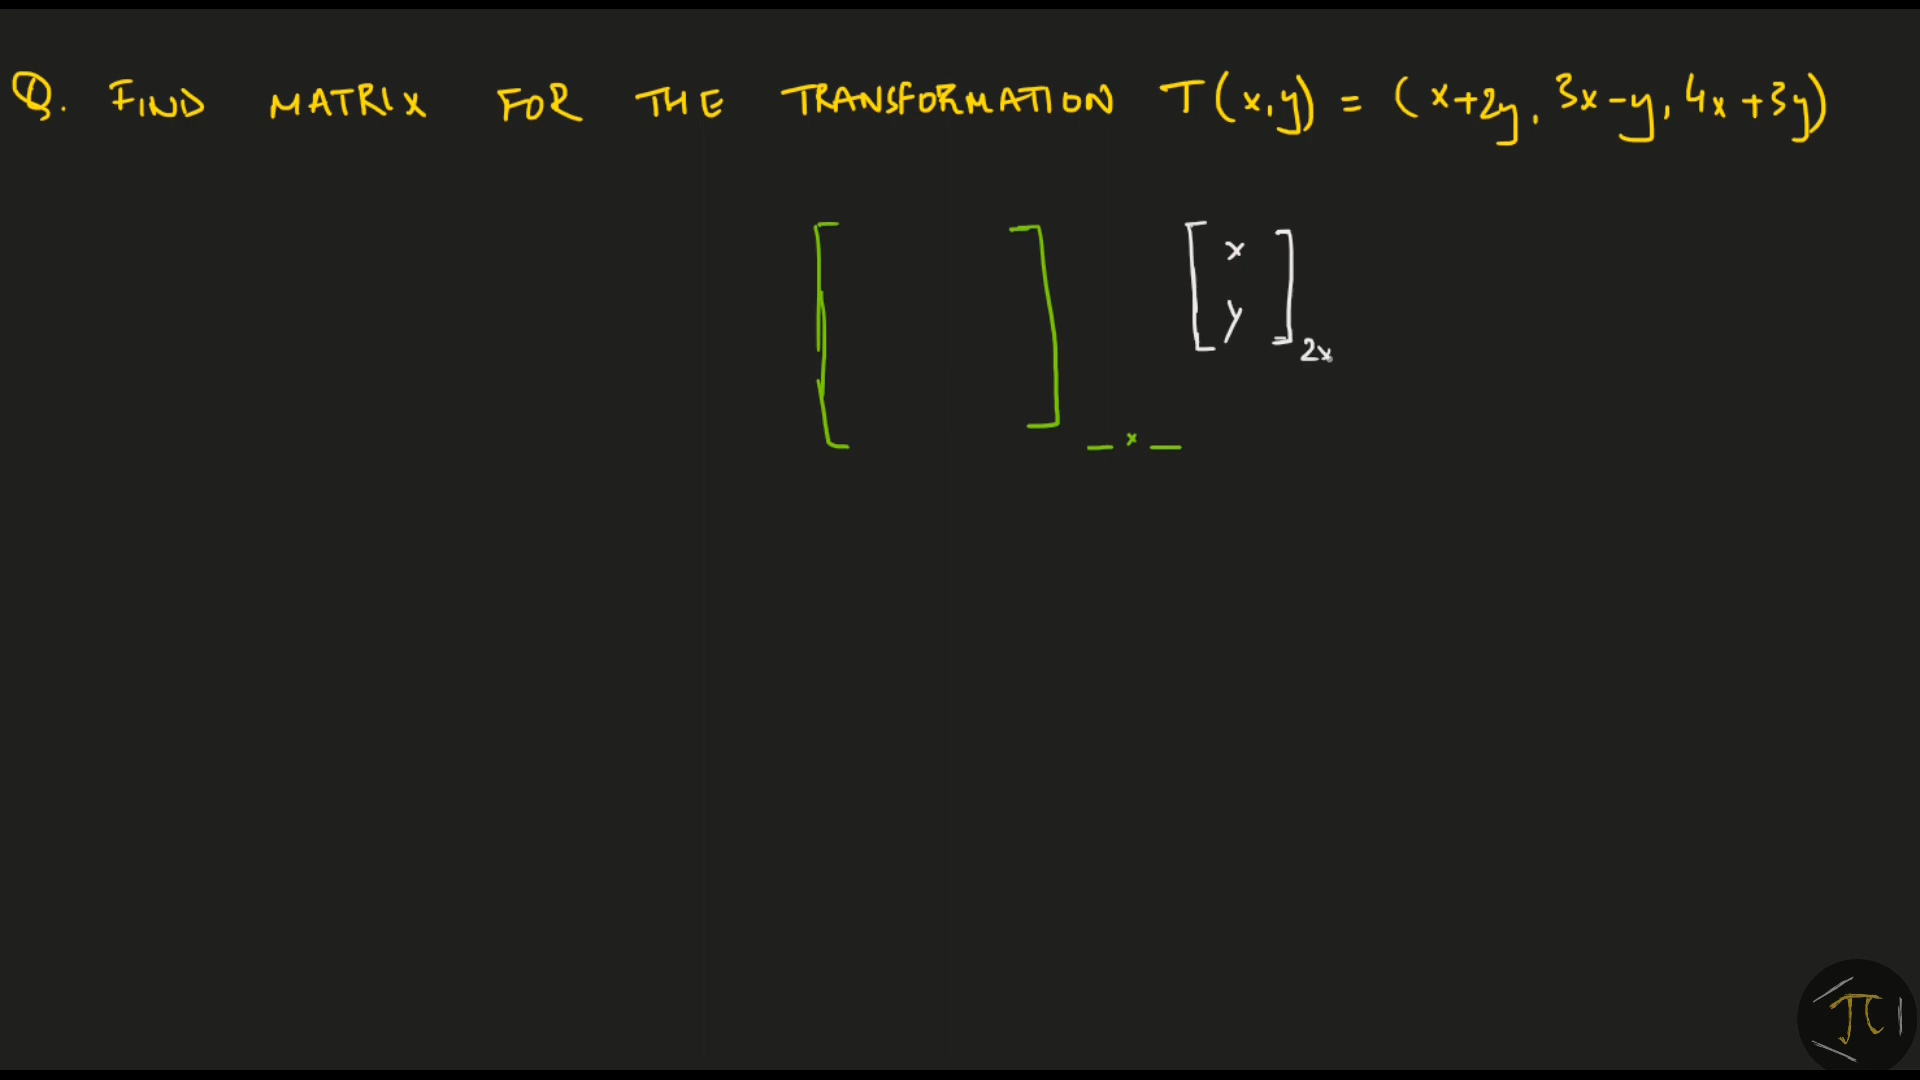 Q. FIND MATRIX FOR THE TRANSFORMATION T(x,y) = (x+2y, 3x-y, 4x+3y)
[ ] _×_ [x y] 2x
π